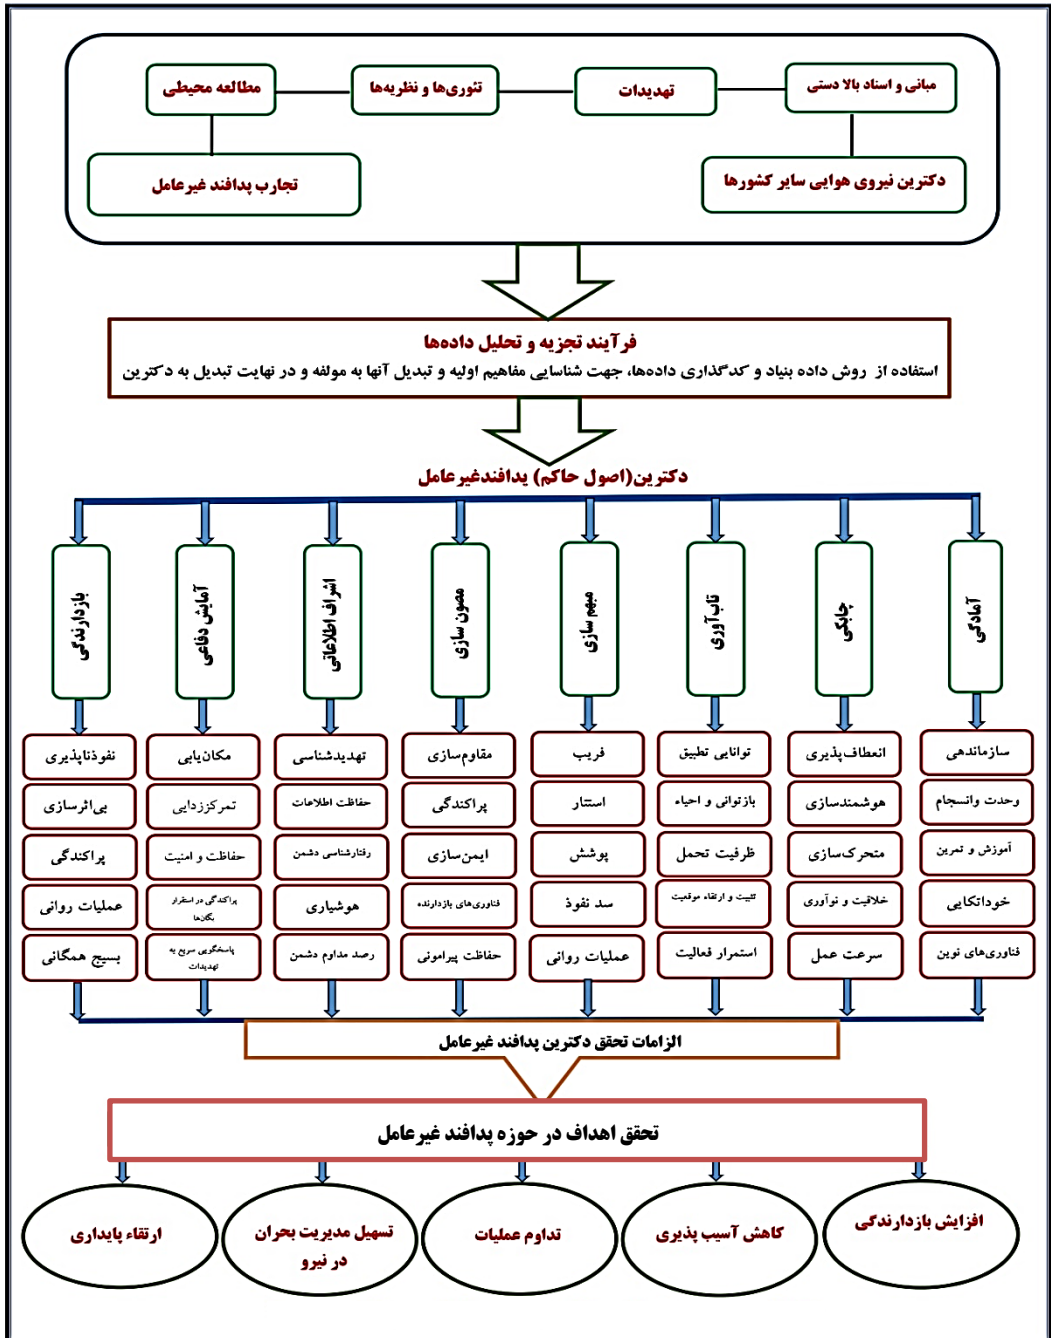 مبانی و اسناد بالا دستی
تهدیدات
تئوری‌ها و نظریه‌ها
مطالعه محیطی
دکترین نیروی هوایی سایر کشورها
تجارب پدافند غیرعامل
فرآیند تجزیه و تحلیل داده‌ها
استفاده از روش داده بنیاد و کدگذاری داده‌ها، جهت شناسایی مفاهیم اولیه و تبدیل آنها به مولفه و در نهایت تبدیل به دکترین
دکترین(اصول حاکم) پدافندغیرعامل
آمادگی
چابکی
تاب‌آوری
مبهم سازی
مصون سازی
اشراف اطلاعاتی
آمایش دفاعی
بازدارندگی
سازماندهی
انعطاف‌پذیری
توانایی تطبیق
فریب
مقاوم‌سازی
تهدیدشناسی
مکان‌یابی
نفوذناپذیری
وحدت وانسجام
هوشمندسازی
بازتوانی و احیاء
استتار
پراکندگی
حفاظت اطلاعات
تمرکززدایی
بی‌اثرسازی
آموزش و تمرین
متحرک‌سازی
ظرفیت تحمل
پوشش
ایمن‌سازی
رفتارشناسی دشمن
حفاظت و امنیت
پراکندگی
خوداتکایی
خلاقیت و نوآوری
تثبیت و ارتقاء موقعیت
سد نفوذ
فناوری‌های بازدارنده
هوشیاری
پراکندگی در استقرار
یگان‌ها
عملیات روانی
فناوری‌های نوین
سرعت عمل
استمرار فعالیت
عملیات روانی
حفاظت پیرامونی
رصد مداوم دشمن
پاسخگویی سریع به
تهدیدات
بسیج همگانی
الزامات تحقق دکترین پدافند غیرعامل
تحقق اهداف در حوزه پدافند غیرعامل
افزایش بازدارندگی
کاهش آسیب پذیری
تداوم عملیات
تسهیل مدیریت بحران
در نیرو
ارتقاء پایداری